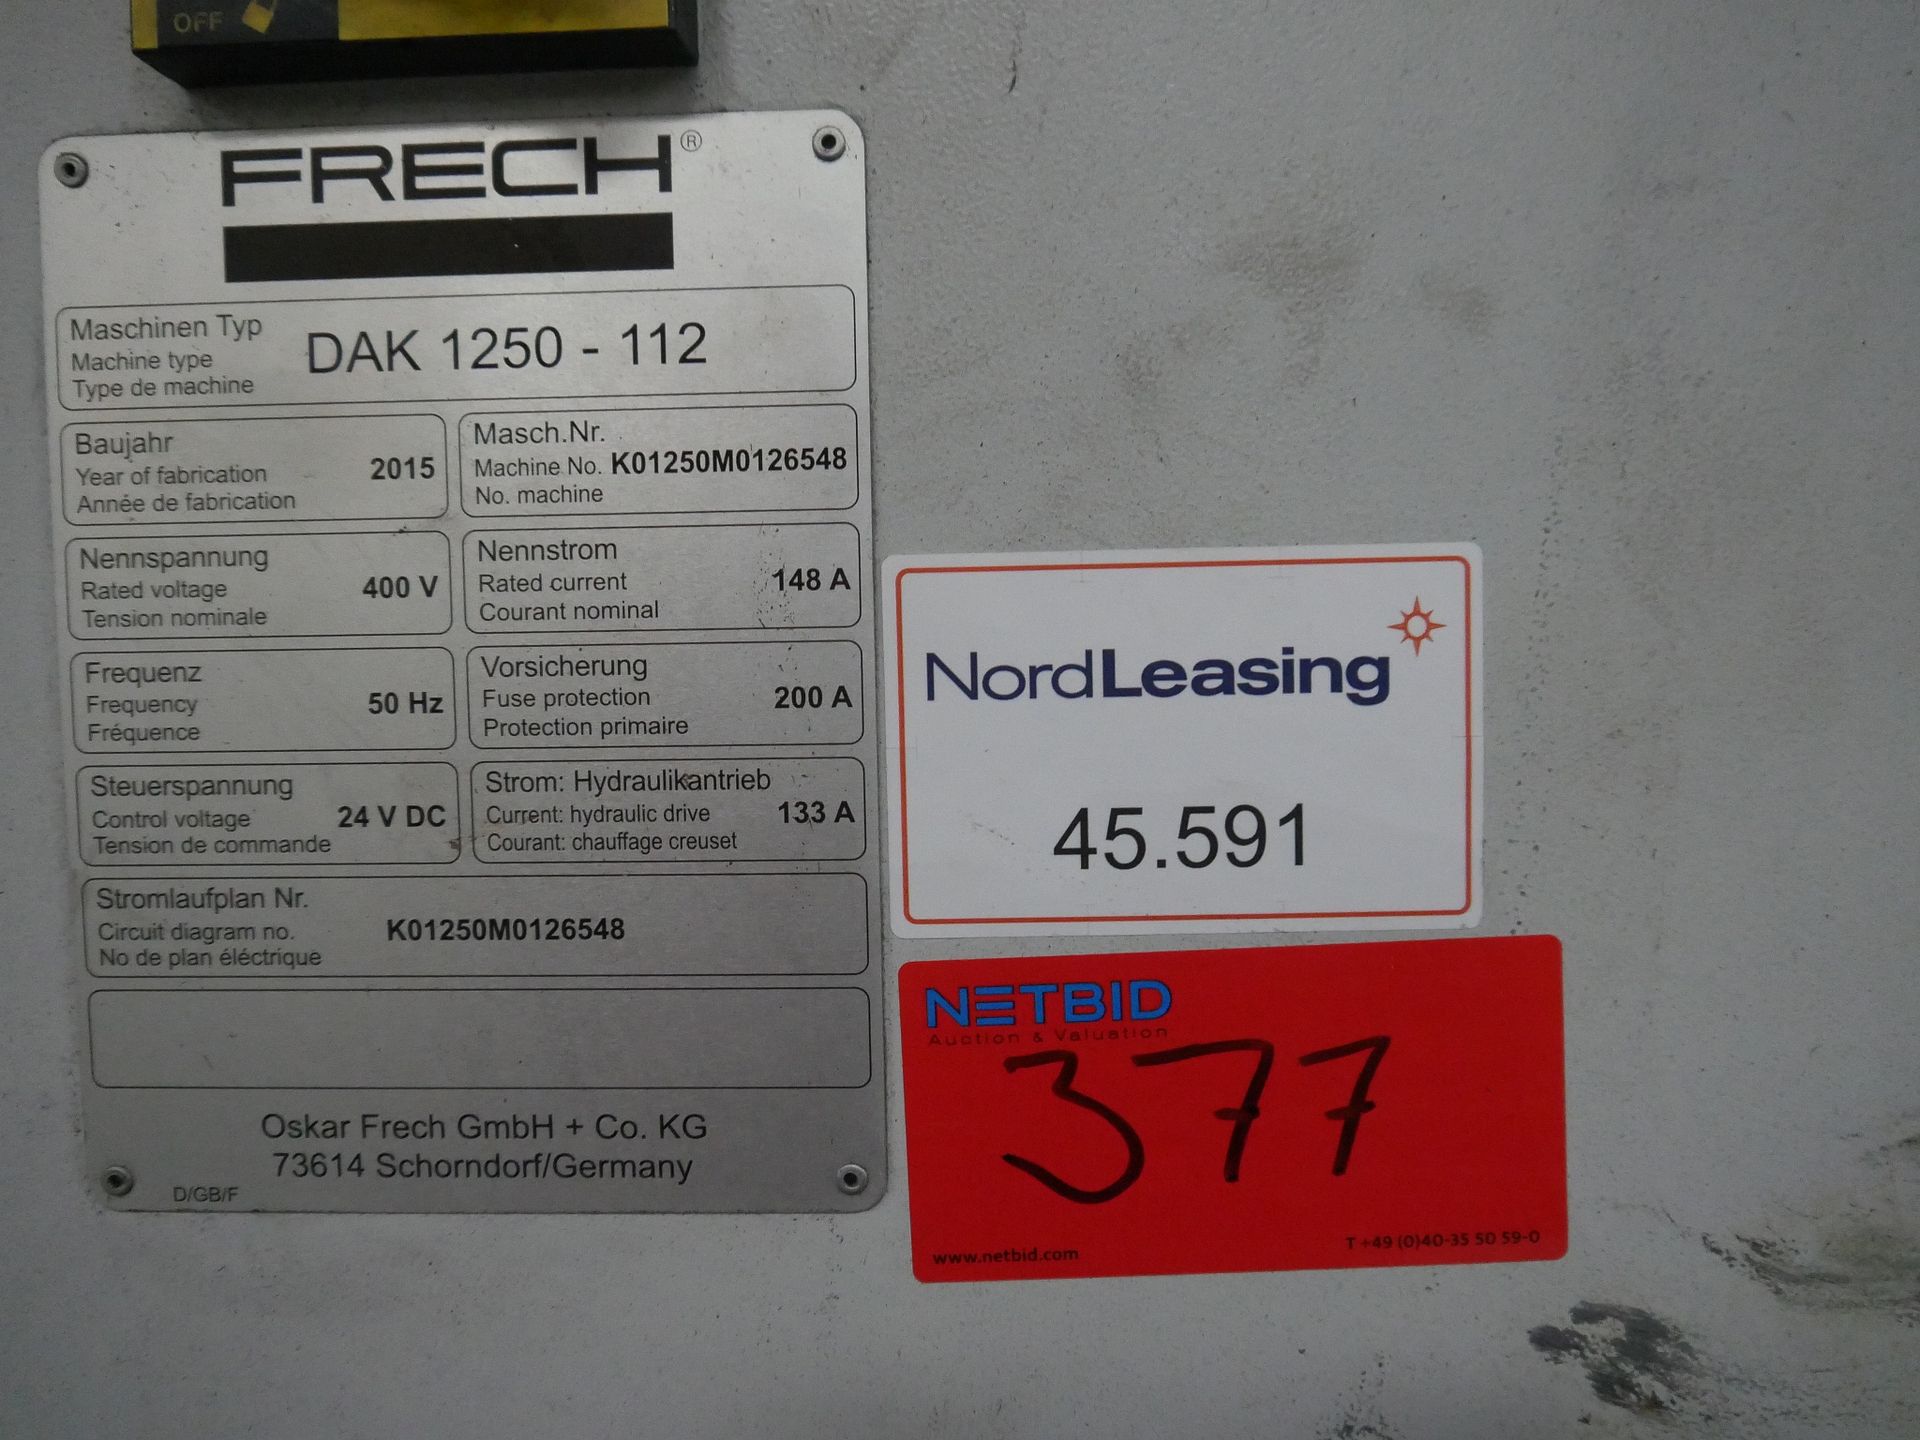 OFF
FRECH®
Maschinen Typ
Machine type
Type de machine
DAK 1250 - 112
Baujahr
Year of fabrication
Année de fabrication
2015
Masch.Nr.
Machine No. K01250M0126548
No. machine
Nennspannung
Rated voltage
Tension nominale
400 V
Nennstrom
Rated current
Courant nominal
148 A
Frequenz
Frequency
Fréquence
50 Hz
Vorsicherung
Fuse protection
Protection primaire
200 A
Steuerspannung
Control voltage
Tension de commande
24 V DC
Strom: Hydraulikantrieb
Current: hydraulic drive
Courant: chauffage creuset
133 A
Stromlaufplan Nr.
Circuit diagram no.
No de plan éléctrique
K01250M0126548
Oskar Frech GmbH + Co. KG
73614 Schorndorf/Germany
D/GB/F
NordLeasing
45.591
NETBID
Auction & Valuation
377
www.netbid.com
T +49 (0)40-35 50 59-0